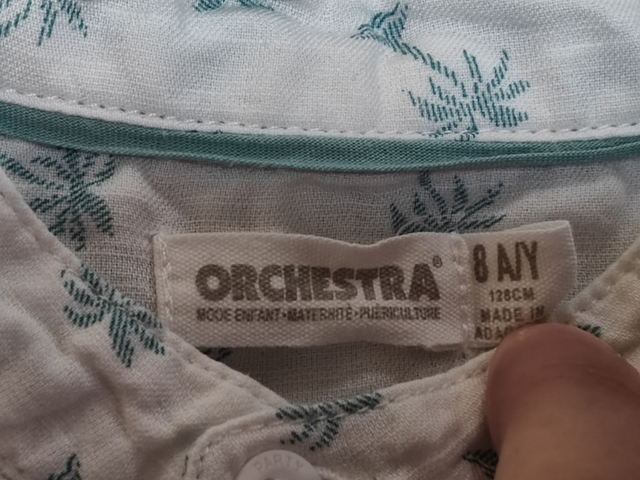 ORCHESTRA®
MODE ENFANT•MATERNITÉ•PUÉRICULTURE
8 A/Y
128CM
MADE IN